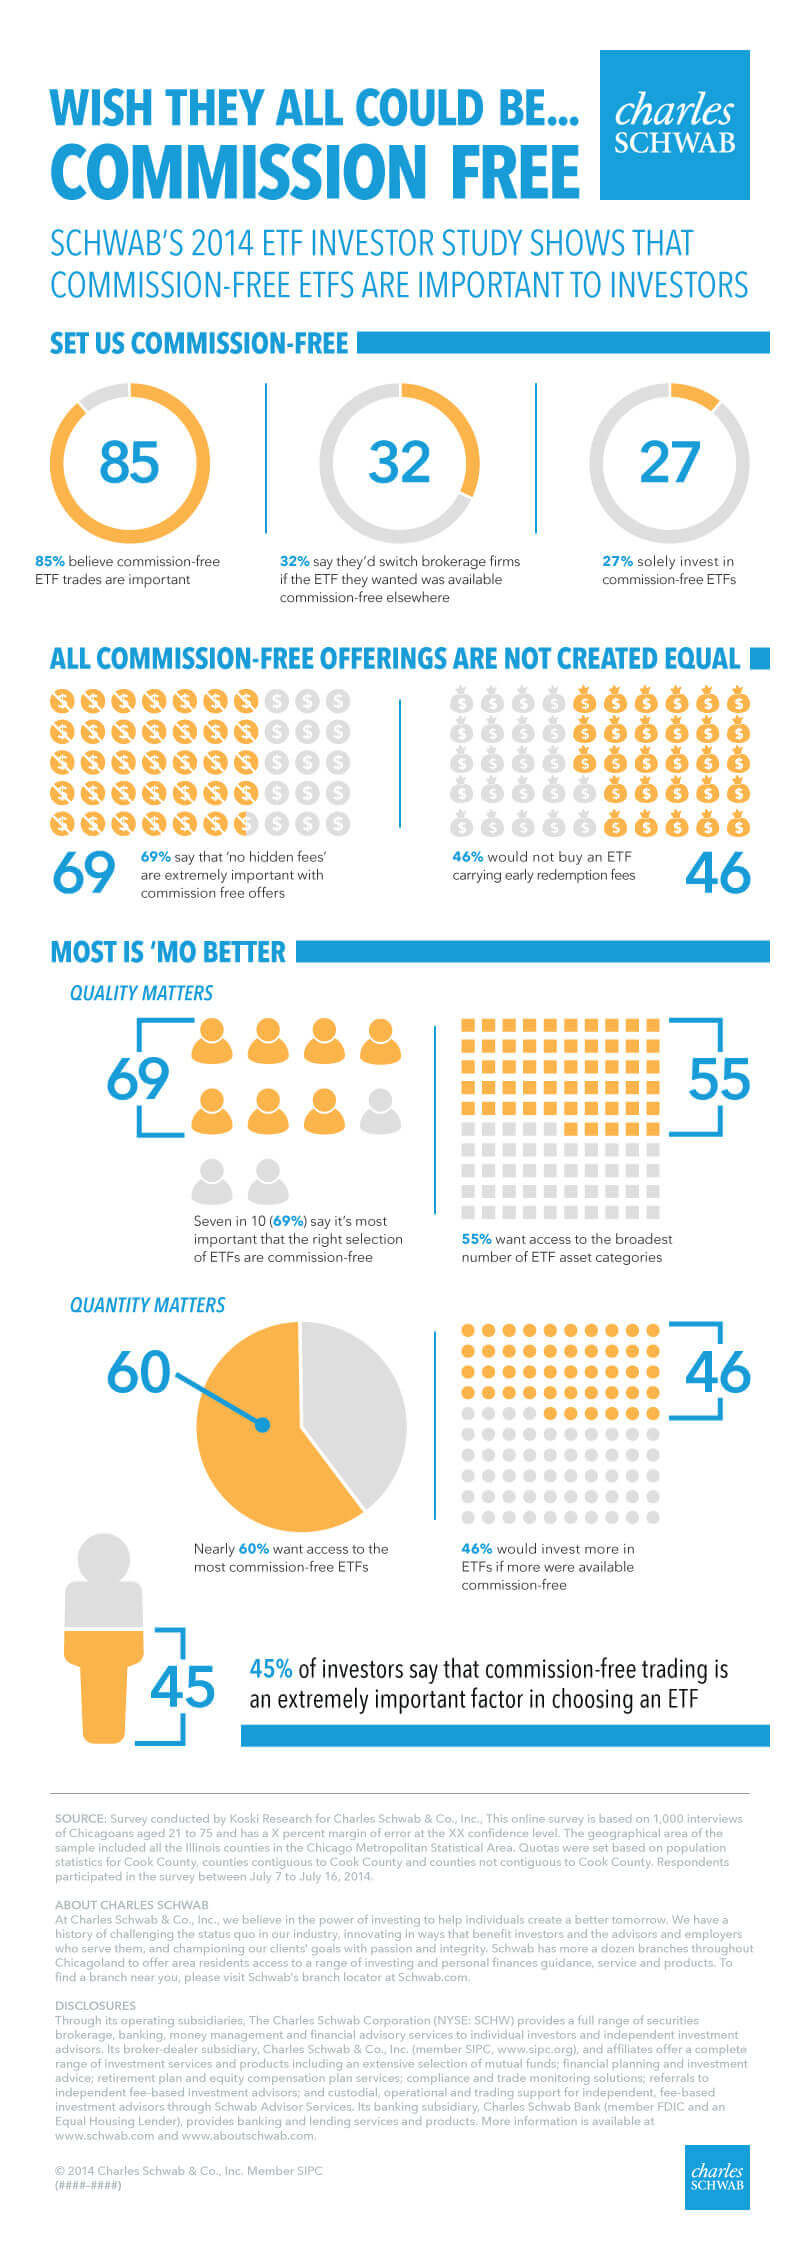 WISH THEY ALL COULD BE...
COMMISSION FREE
charles
SCHWAB
SCHWAB'S 2014 ETF INVESTOR STUDY SHOWS THAT
COMMISSION-FREE ETFS ARE IMPORTANT TO INVESTORS
SET US COMMISSION-FREE
85
85% believe commission-free
ETF trades are important
32
32% say they'd switch brokerage firms
if the ETF they wanted was available
commission-free elsewhere
27
27% solely invest in
commission-free ETFs
ALL COMMISSION-FREE OFFERINGS ARE NOT CREATED EQUAL
69
69% say that 'no hidden fees'
are extremely important with
commission free offers
46% would not buy an ETF
carrying early redemption fees
46
MOST IS 'MO BETTER
QUALITY MATTERS
69
Seven in 10 (69%) say it's most
important that the right selection
of ETFs are commission-free
55
55% want access to the broadest
number of ETF asset categories
QUANTITY MATTERS
60
Nearly 60% want access to the
most commission-free ETFs
46
46% would invest more in
ETFs if more were available
commission-free
45
45% of investors say that commission-free trading is
an extremely important factor in choosing an ETF
SOURCE: Survey conducted by Koski Research for Charles Schwab & Co., Inc., This online survey is based on 1,000 interviews
of Chicagoans aged 21 to 75 and has a X percent margin of error at the XX confidence level. The geographical area of the
sample included all the Illinois counties in the Chicago Metropolitan Statistical Area. Quotas were set based on population
statistics for Cook County, counties contiguous to Cook County and counties not contiguous to Cook County. Respondents
participated in the survey between July 7 to July 16, 2014.
ABOUT CHARLES SCHWAB
At Charles Schwab & Co., Inc., we believe in the power of investing to help individuals create a better tomorrow. We have a
history of challenging the status quo in our industry, innovating in ways that benefit investors and the advisors and employers
who serve them, and championing our clients' goals with passion and integrity. Schwab has more a dozen branches throughout
Chicagoland to offer area residents access to a range of investing and personal finances guidance, service and products. To
find a branch near you, please visit Schwab's branch locator at Schwab.com.
DISCLOSURES
Through its operating subsidiaries, The Charles Schwab Corporation (NYSE: SCHW) provides a full range of securities
brokerage, banking, money management and financial advisory services to individual investors and independent investment
advisors. Its broker-dealer subsidiary, Charles Schwab & Co., Inc. (member SIPC, www.sipc.org), and affiliates offer a complete
range of investment services and products including an extensive selection of mutual funds; financial planning and investment
advice; retirement plan and equity compensation plan services; compliance and trade monitoring solutions; referrals to
independent fee-based investment advisors; and custodial, operational and trading support for independent, fee-based
investment advisors through Schwab Advisor Services. Its banking subsidiary, Charles Schwab Bank (member FDIC and an
Equal Housing Lender), provides banking and lending services and products. More information is available at
www.schwab.com and www.aboutschwab.com.
© 2014 Charles Schwab & Co., Inc. Member SIPC
(####-####)
charles
SCHWAB